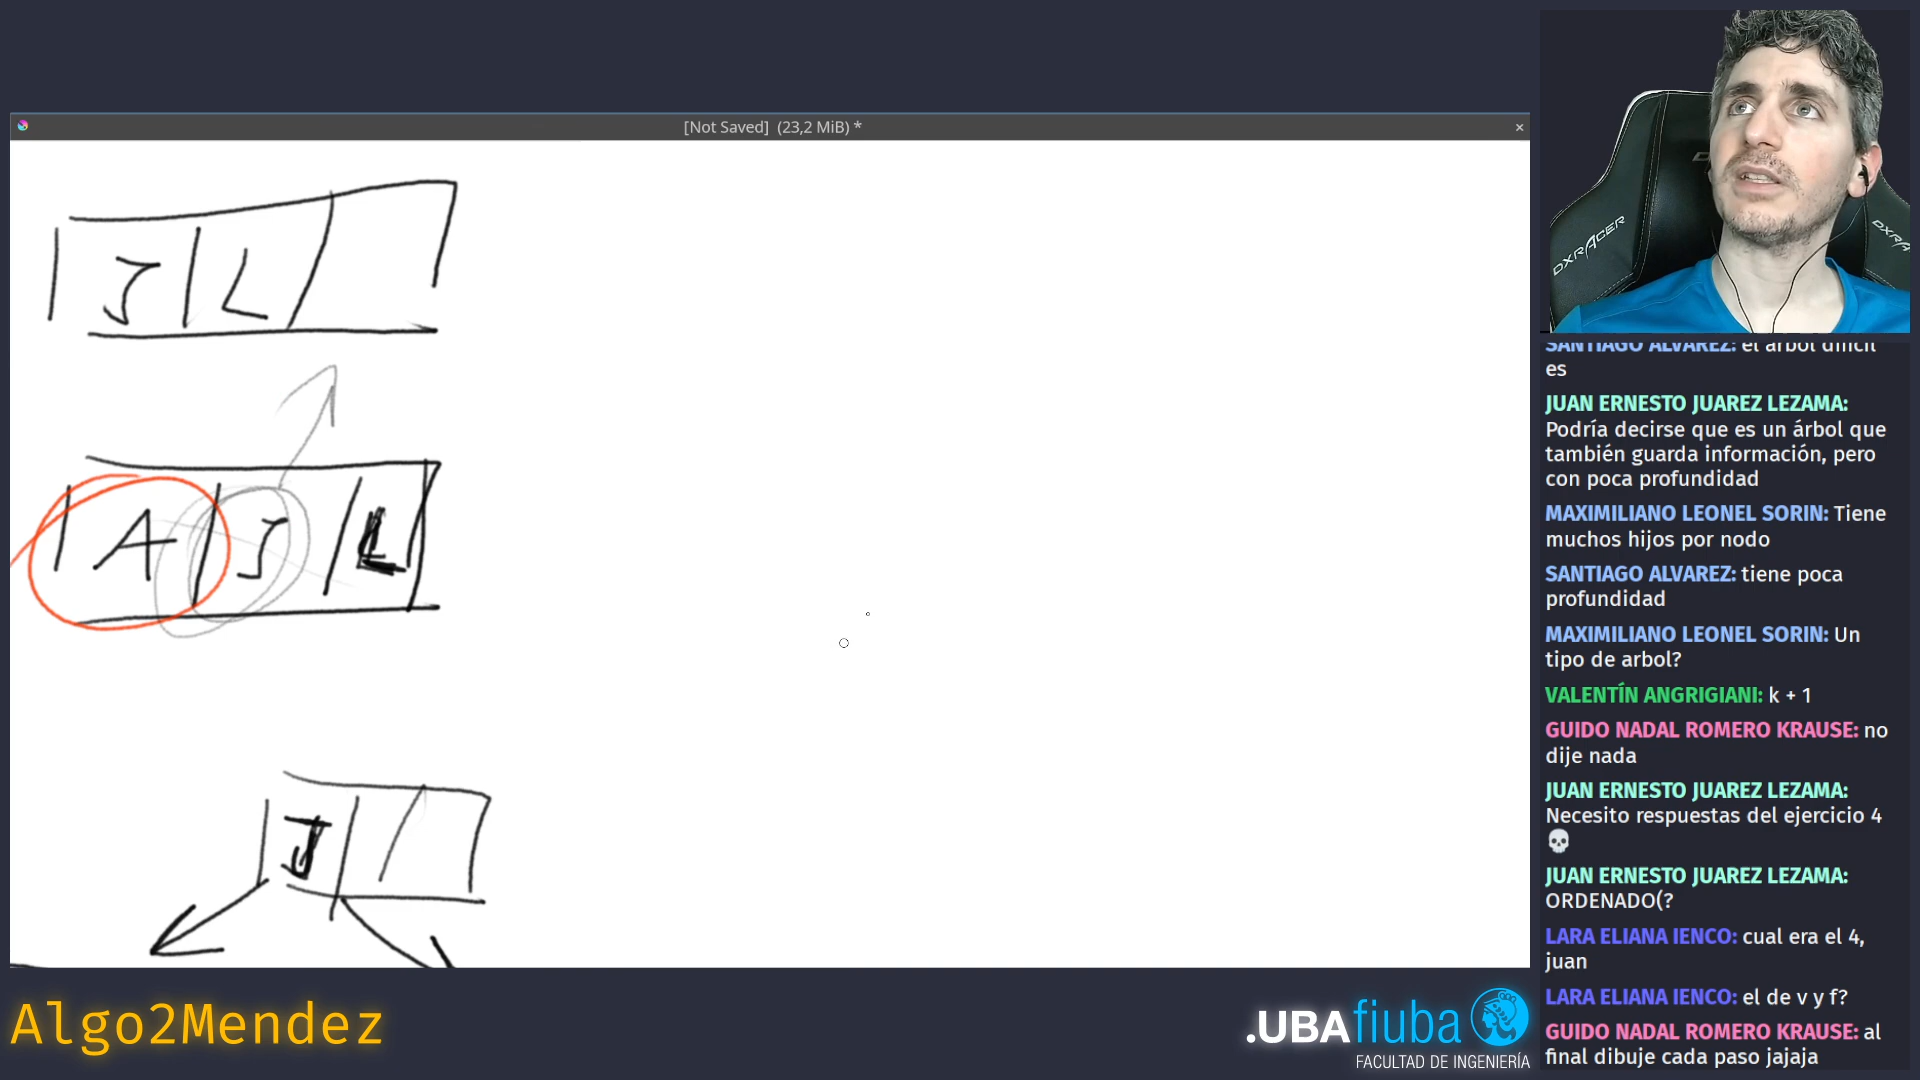 [Not Saved] (23,2 MiB) *
J L
A J L
J
DXRACER
SANTIAGO ALVAREZ: el árbol difícil
es
JUAN ERNESTO JUAREZ LEZAMA:
Podría decirse que es un árbol que
también guarda información, pero
con poca profundidad
MAXIMILIANO LEONEL SORIN: Tiene
muchos hijos por nodo
SANTIAGO ALVAREZ: tiene poca
profundidad
MAXIMILIANO LEONEL SORIN: Un
tipo de arbol?
VALENTÍN ANGRIGIANI: k + 1
GUIDO NADAL ROMERO KRAUSE: no
dije nada
JUAN ERNESTO JUAREZ LEZAMA:
Necesito respuestas del ejercicio 4
💀
JUAN ERNESTO JUAREZ LEZAMA:
ORDENADO(?
LARA ELIANA IENCO: cual era el 4,
juan
LARA ELIANA IENCO: el de v y f?
GUIDO NADAL ROMERO KRAUSE: al
final dibuje cada paso jajaja
Algo2Mendez
.UBAfiuba
FACULTAD DE INGENIERÍA